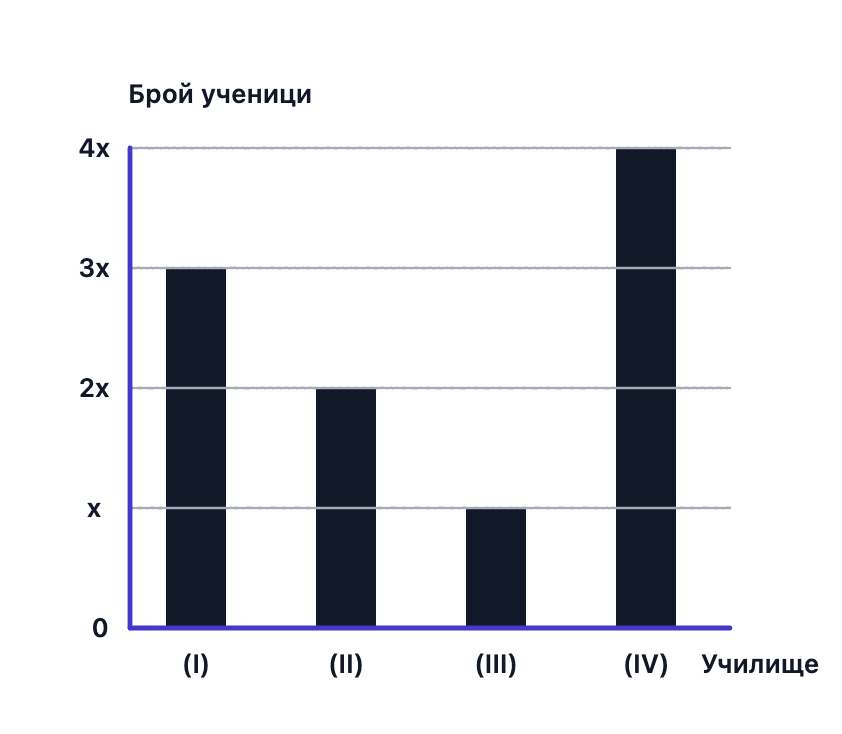 Брой ученици
4x
3x
2x
x
0
(I) (II) (III) (IV) Училище